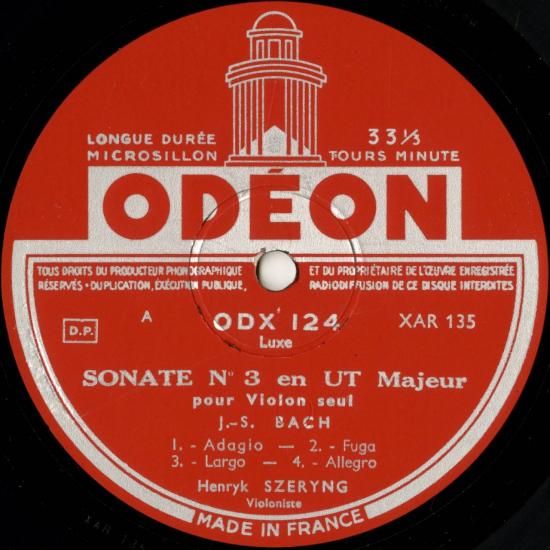 LONGUE DURÉE
MICROSILLON
33⅓
TOURS MINUTE
ODÉON
TOUS DROITS DU PRODUCTEUR PHONOGRAPHIQUE
RÉSERVÉS • DUPLICATION, EXÉCUTION PUBLIQUE,
ET DU PROPRIÉTAIRE DE L'ŒUVRE ENREGISTRÉE
RADIODIFFUSION DE CE DISQUE INTERDITES
D.P.
A
ODX 124
XAR 135
Luxe
SONATE N° 3 en UT Majeur
pour Violon seul
J.-S. BACH
1. - Adagio — 2. - Fuga
3. - Largo — 4. - Allegro
Henryk SZERYNG
Violoniste
MADE IN FRANCE